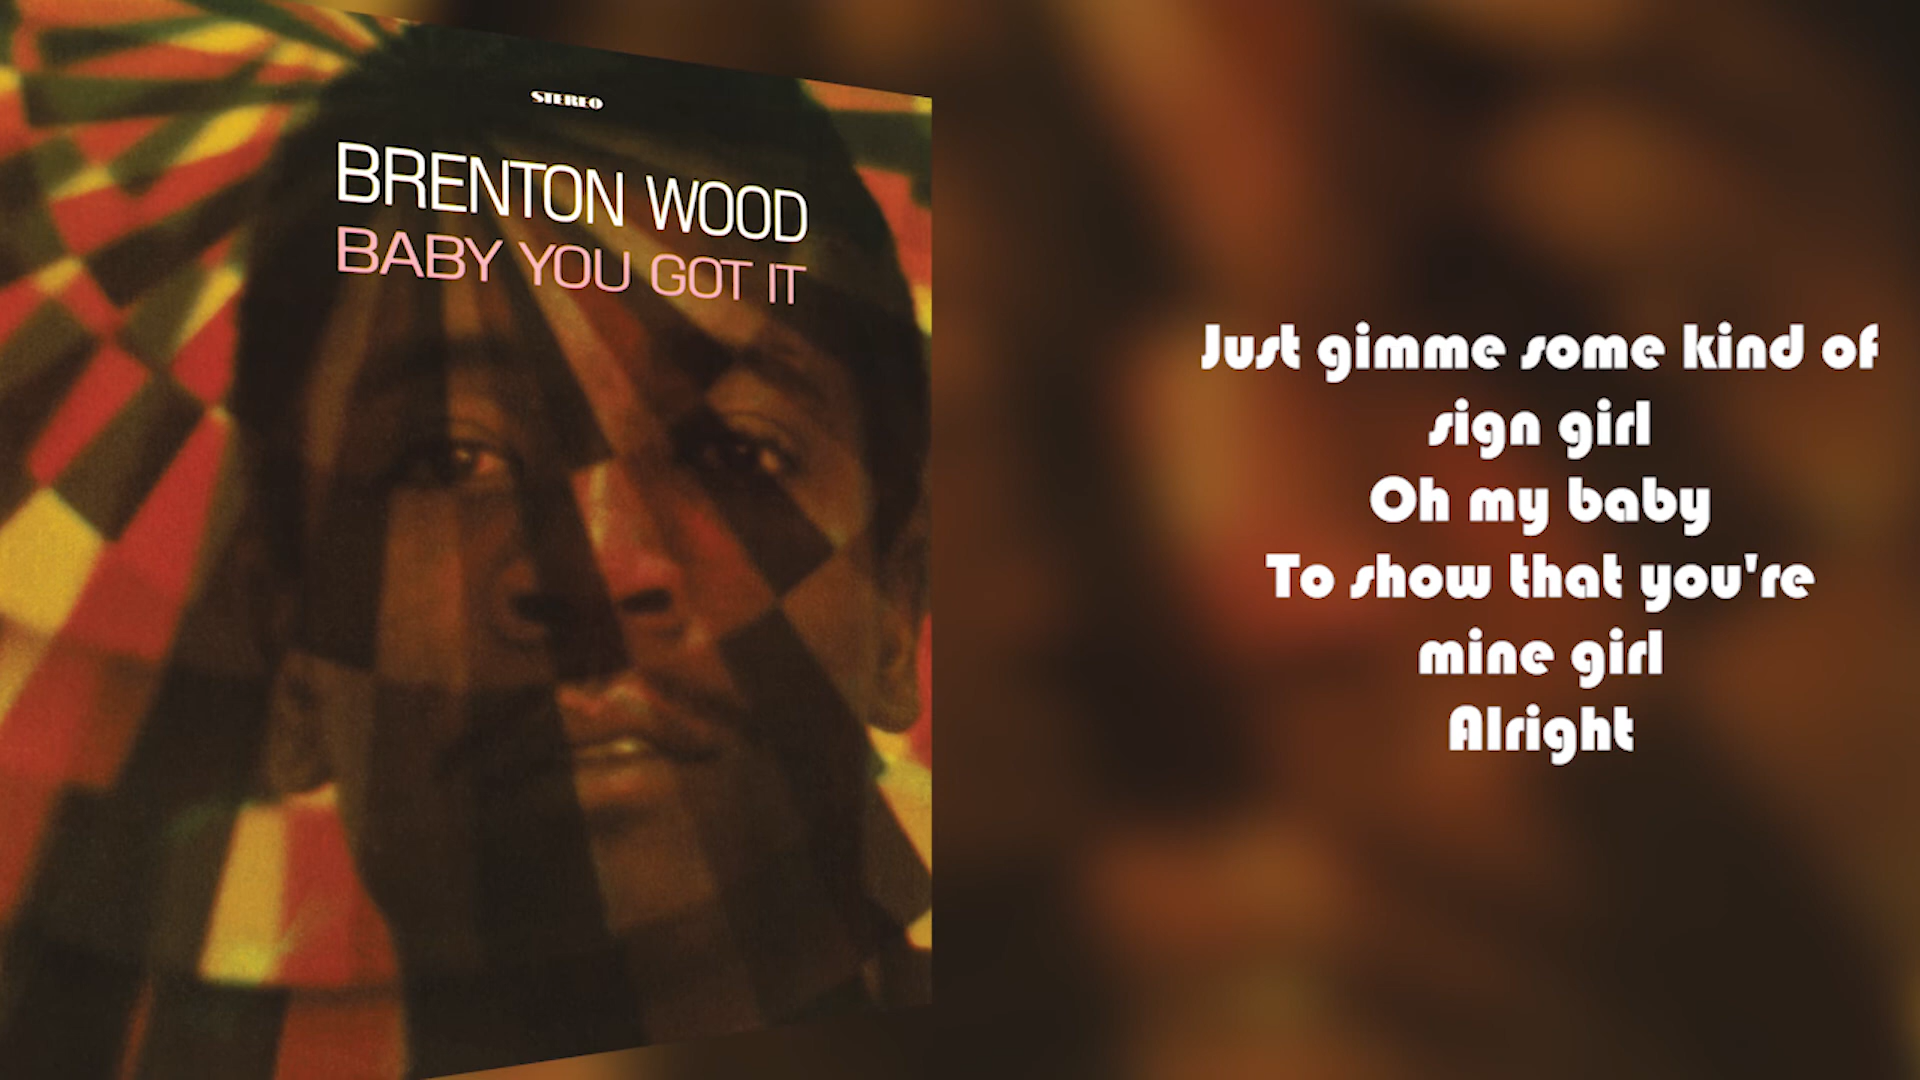 STEREO
BRENTON WOOD
BABY YOU GOT IT
Just gimme some kind of
sign girl
Oh my baby
To show that you're
mine girl
Alright